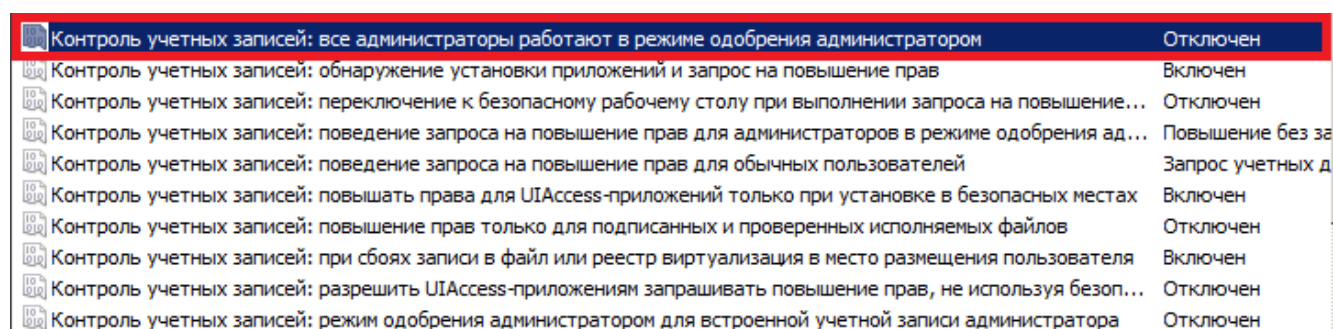 Контроль учетных записей: все администраторы работают в режиме одобрения администратором Отключен
Контроль учетных записей: обнаружение установки приложений и запрос на повышение прав Включен
Контроль учетных записей: переключение к безопасному рабочему столу при выполнении запроса на повышение... Отключен
Контроль учетных записей: поведение запроса на повышение прав для администраторов в режиме одобрения ад... Повышение без за
Контроль учетных записей: поведение запроса на повышение прав для обычных пользователей Запрос учетных д
Контроль учетных записей: повышать права для UIAccess-приложений только при установке в безопасных местах Включен
Контроль учетных записей: повышение прав только для подписанных и проверенных исполняемых файлов Отключен
Контроль учетных записей: при сбоях записи в файл или реестр виртуализация в место размещения пользователя Включен
Контроль учетных записей: разрешить UIAccess-приложениям запрашивать повышение прав, не используя безоп... Отключен
Контроль учетных записей: режим одобрения администратором для встроенной учетной записи администратора Отключен